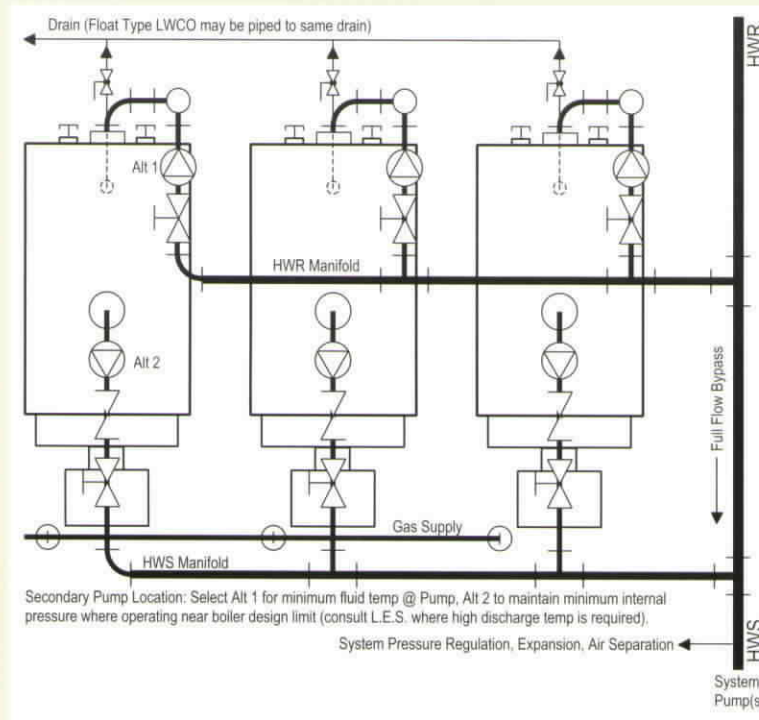 Drain (Float Type LWCO may be piped to same drain)
HWR
Alt 1
HWR Manifold
Alt 2
Full Flow Bypass
Gas Supply
HWS Manifold
Secondary Pump Location: Select Alt 1 for minimum fluid temp @ Pump, Alt 2 to maintain minimum internal
pressure where operating near boiler design limit (consult L.E.S. where high discharge temp is required).
System Pressure Regulation, Expansion, Air Separation
HWS
System
Pump(s